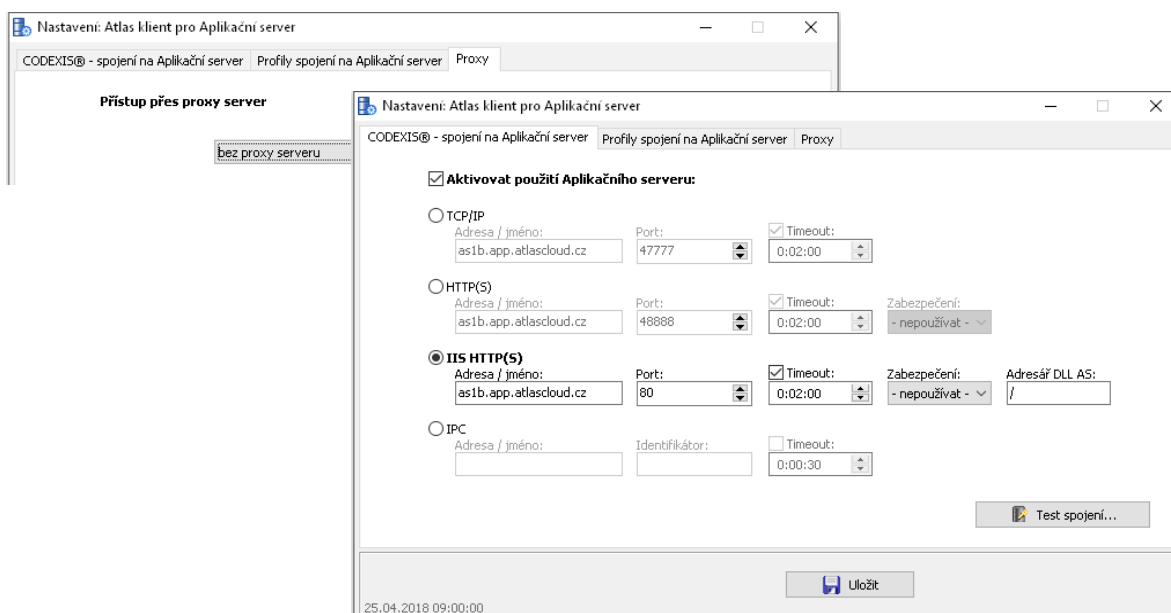 Nastavení: Atlas klient pro Aplikační server
CODEXIS® - spojení na Aplikační server Profily spojení na Aplikační server Proxy
Přístup přes proxy server
bez proxy serveru
Nastavení: Atlas klient pro Aplikační server
CODEXIS® - spojení na Aplikační server Profily spojení na Aplikační server Proxy
Aktivovat použití Aplikačního serveru:
TCP/IP
Adresa / jméno: Port: Timeout:
as1b.app.atlascloud.cz 47777 0:02:00
HTTP(S)
Adresa / jméno: Port: Timeout: Zabezpečení:
as1b.app.atlascloud.cz 48888 0:02:00 - nepoužívat -
IIS HTTP(S)
Adresa / jméno: Port: Timeout: Zabezpečení: Adresář DLL AS:
as1b.app.atlascloud.cz 80 0:02:00 - nepoužívat - /
IPC
Adresa / jméno: Identifikátor: Timeout:
0:00:30
Test spojení...
Uložit
25.04.2018 09:00:00